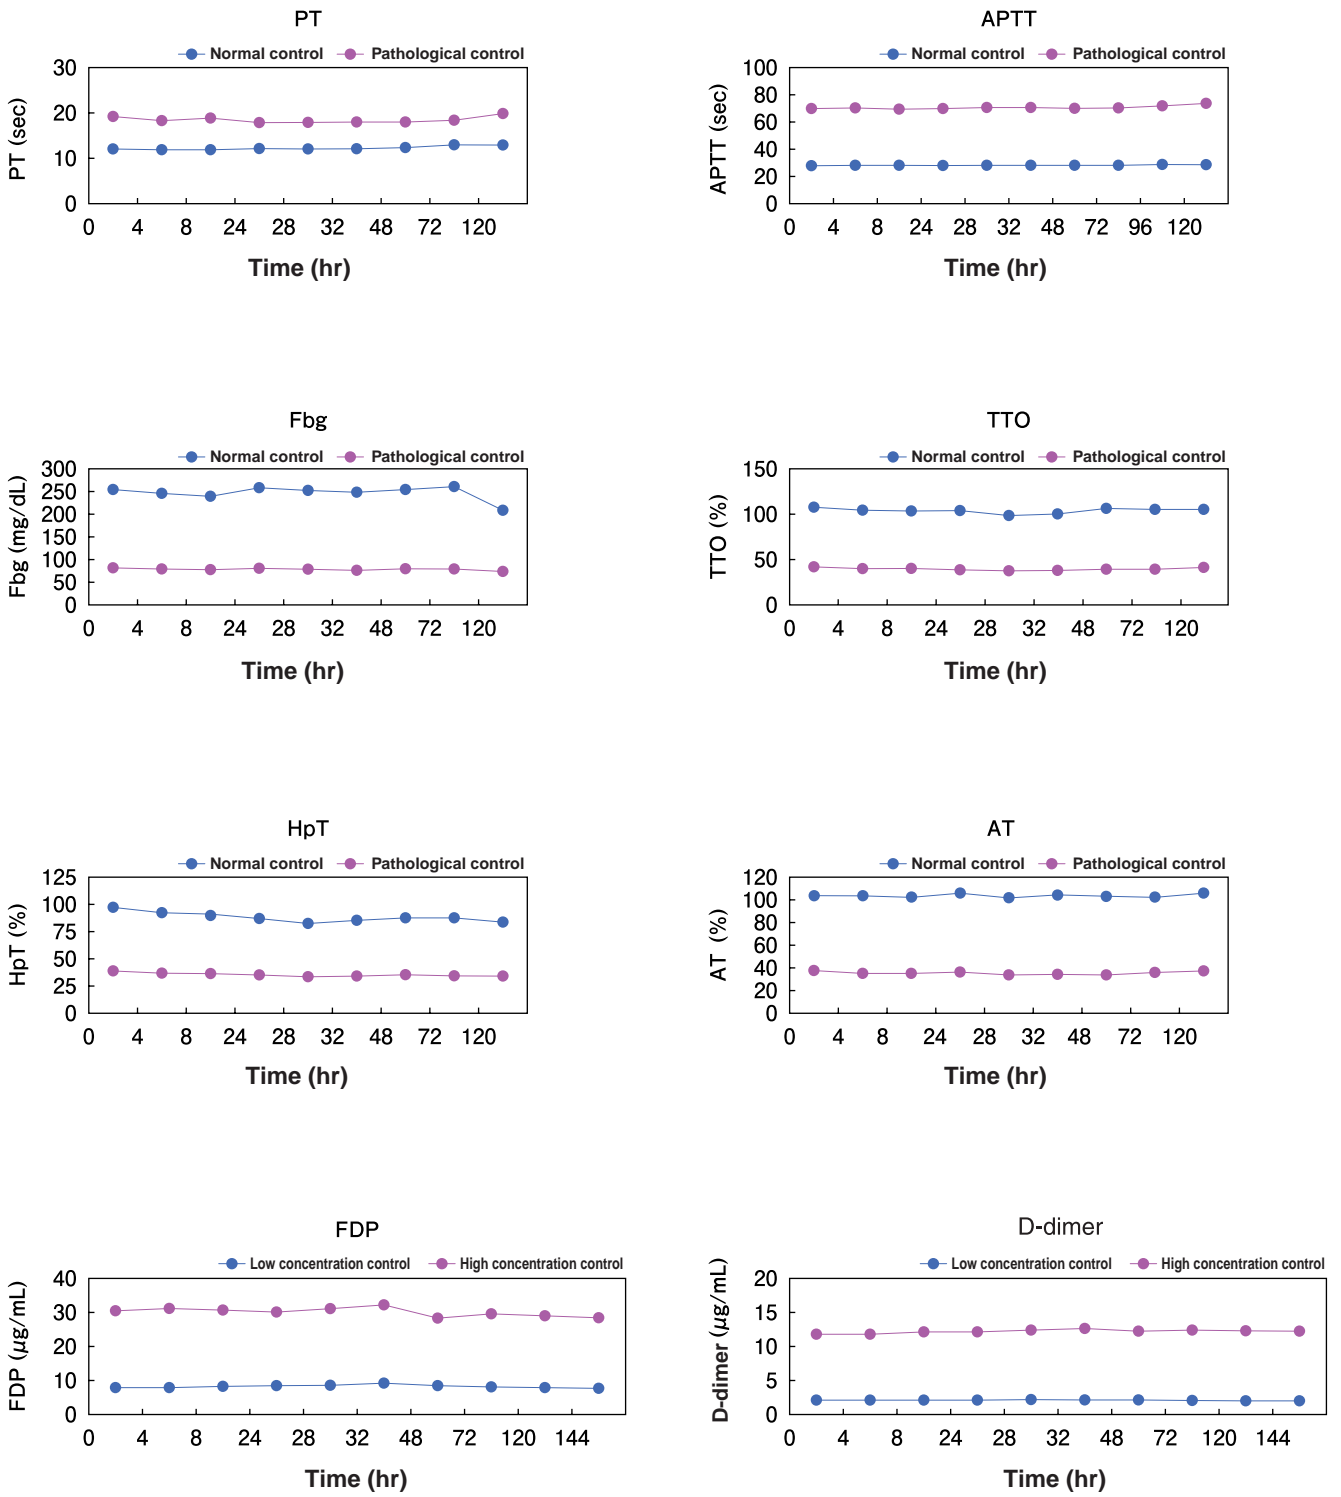 PT
Normal control Pathological control
30
20
10
0
PT (sec)
0 4 8 24 28 32 48 72 120
Time (hr)
APTT
Normal control Pathological control
100
80
60
40
20
0
APTT (sec)
0 4 8 24 28 32 48 72 96 120
Time (hr)
Fbg
Normal control Pathological control
300
250
200
150
100
50
0
Fbg (mg/dL)
0 4 8 24 28 32 48 72 120
Time (hr)
TTO
Normal control Pathological control
150
100
50
0
TTO (%)
0 4 8 24 28 32 48 72 120
Time (hr)
HpT
Normal control Pathological control
125
100
75
50
25
0
HpT (%)
0 4 8 24 28 32 48 72 120
Time (hr)
AT
Normal control Pathological control
120
100
80
60
40
20
0
AT (%)
0 4 8 24 28 32 48 72 120
Time (hr)
FDP
Low concentration control High concentration control
40
30
20
10
0
FDP (μg/mL)
0 4 8 24 28 32 48 72 120 144
Time (hr)
D-dimer
Low concentration control High concentration control
20
15
10
5
0
D-dimer (μg/mL)
0 4 8 24 28 32 48 72 120 144
Time (hr)